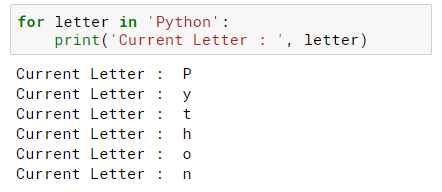 for letter in 'Python':
    print('Current Letter : ', letter)
Current Letter :  P
Current Letter :  y
Current Letter :  t
Current Letter :  h
Current Letter :  o
Current Letter :  n